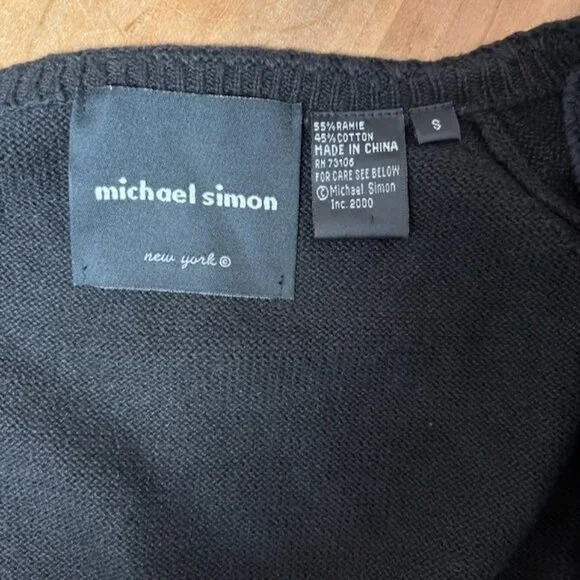 michael simon
new york ©
55% RAMIE
45% COTTON
MADE IN CHINA
RN 73106
FOR CARE SEE BELOW
© Michael Simon
Inc. 2000
S